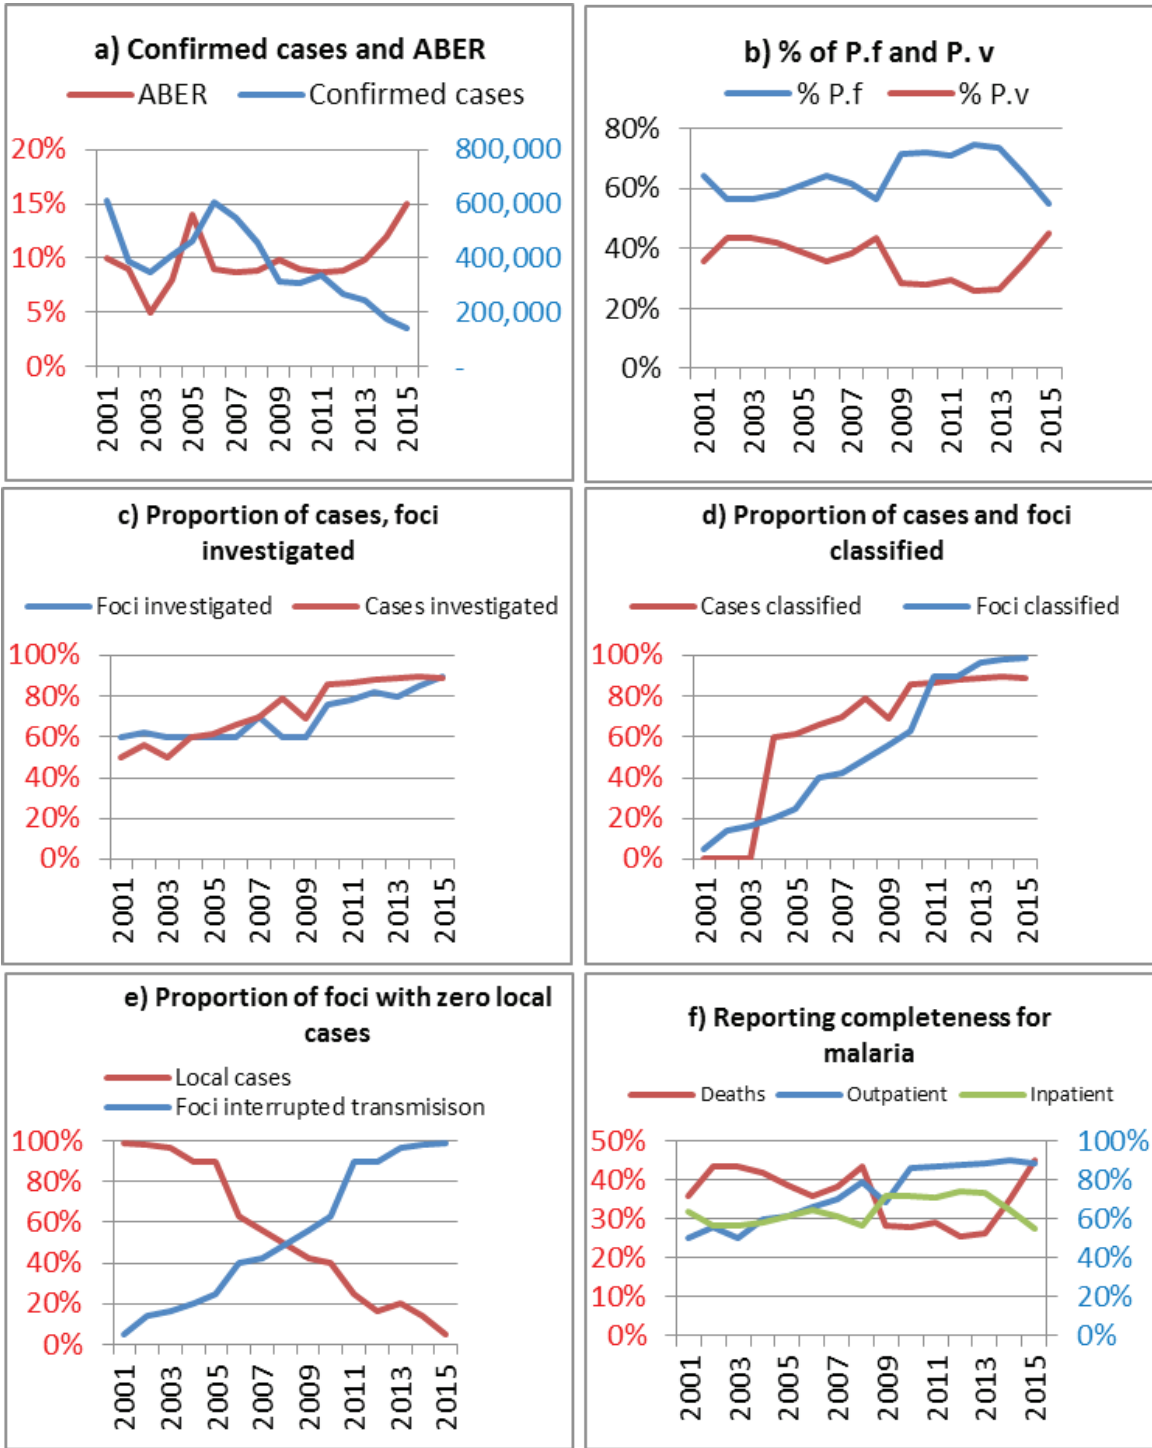 a) Confirmed cases and ABER
ABER Confirmed cases
20% 800,000
15% 600,000
10% 400,000
5% 200,000
0% -
2001 2003 2005 2007 2009 2011 2013 2015
b) % of P.f and P. v
% P.f % P.v
80%
60%
40%
20%
0%
2001 2003 2005 2007 2009 2011 2013 2015
c) Proportion of cases, foci
investigated
Foci investigated Cases investigated
100%
80%
60%
40%
20%
0%
2001 2003 2005 2007 2009 2011 2013 2015
d) Proportion of cases and foci
classified
Cases classified Foci classified
100%
80%
60%
40%
20%
0%
2001 2003 2005 2007 2009 2011 2013 2015
e) Proportion of foci with zero local
cases
Local cases
Foci interrupted transmisison
100%
80%
60%
40%
20%
0%
2001 2003 2005 2007 2009 2011 2013 2015
f) Reporting completeness for
malaria
Deaths Outpatient Inpatient
50% 100%
40% 80%
30% 60%
20% 40%
10% 20%
0% 0%
2001 2003 2005 2007 2009 2011 2013 2015